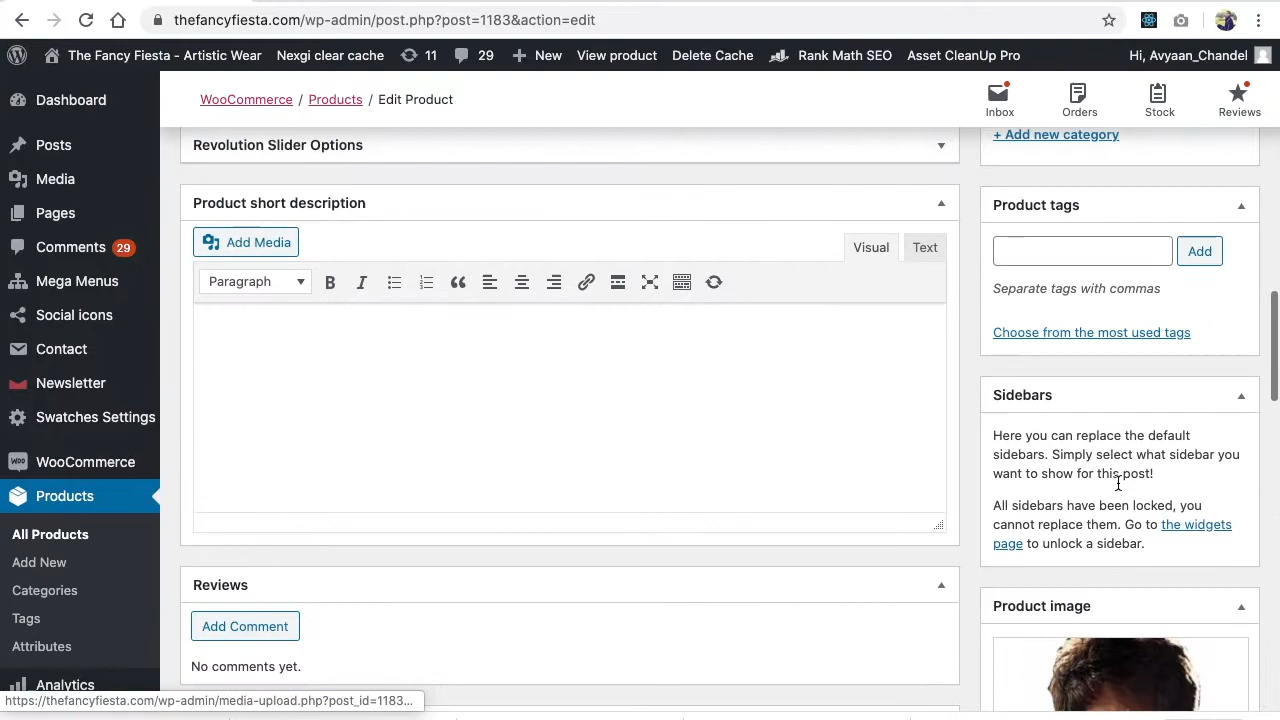 thefancyfiesta.com/wp-admin/post.php?post=1183&action=edit
The Fancy Fiesta - Artistic Wear
Nexgi clear cache
11
29
New
View product
Delete Cache
Rank Math SEO
Asset CleanUp Pro
Hi, Avyaan_Chandel
Dashboard
Posts
Media
Pages
Comments 29
Mega Menus
Social icons
Contact
Newsletter
Swatches Settings
WooCommerce
Products
All Products
Add New
Categories
Tags
Attributes
Analytics
WooCommerce / Products / Edit Product
Inbox
Orders
Stock
Reviews
Revolution Slider Options
Product short description
Add Media
Visual
Text
Paragraph
Reviews
Add Comment
No comments yet.
+ Add new category
Product tags
Add
Separate tags with commas
Choose from the most used tags
Sidebars
Here you can replace the default
sidebars. Simply select what sidebar you
want to show for this post!
All sidebars have been locked, you
cannot replace them. Go to the widgets
page to unlock a sidebar.
Product image
https://thefancyfiesta.com/wp-admin/media-upload.php?post_id=1183...